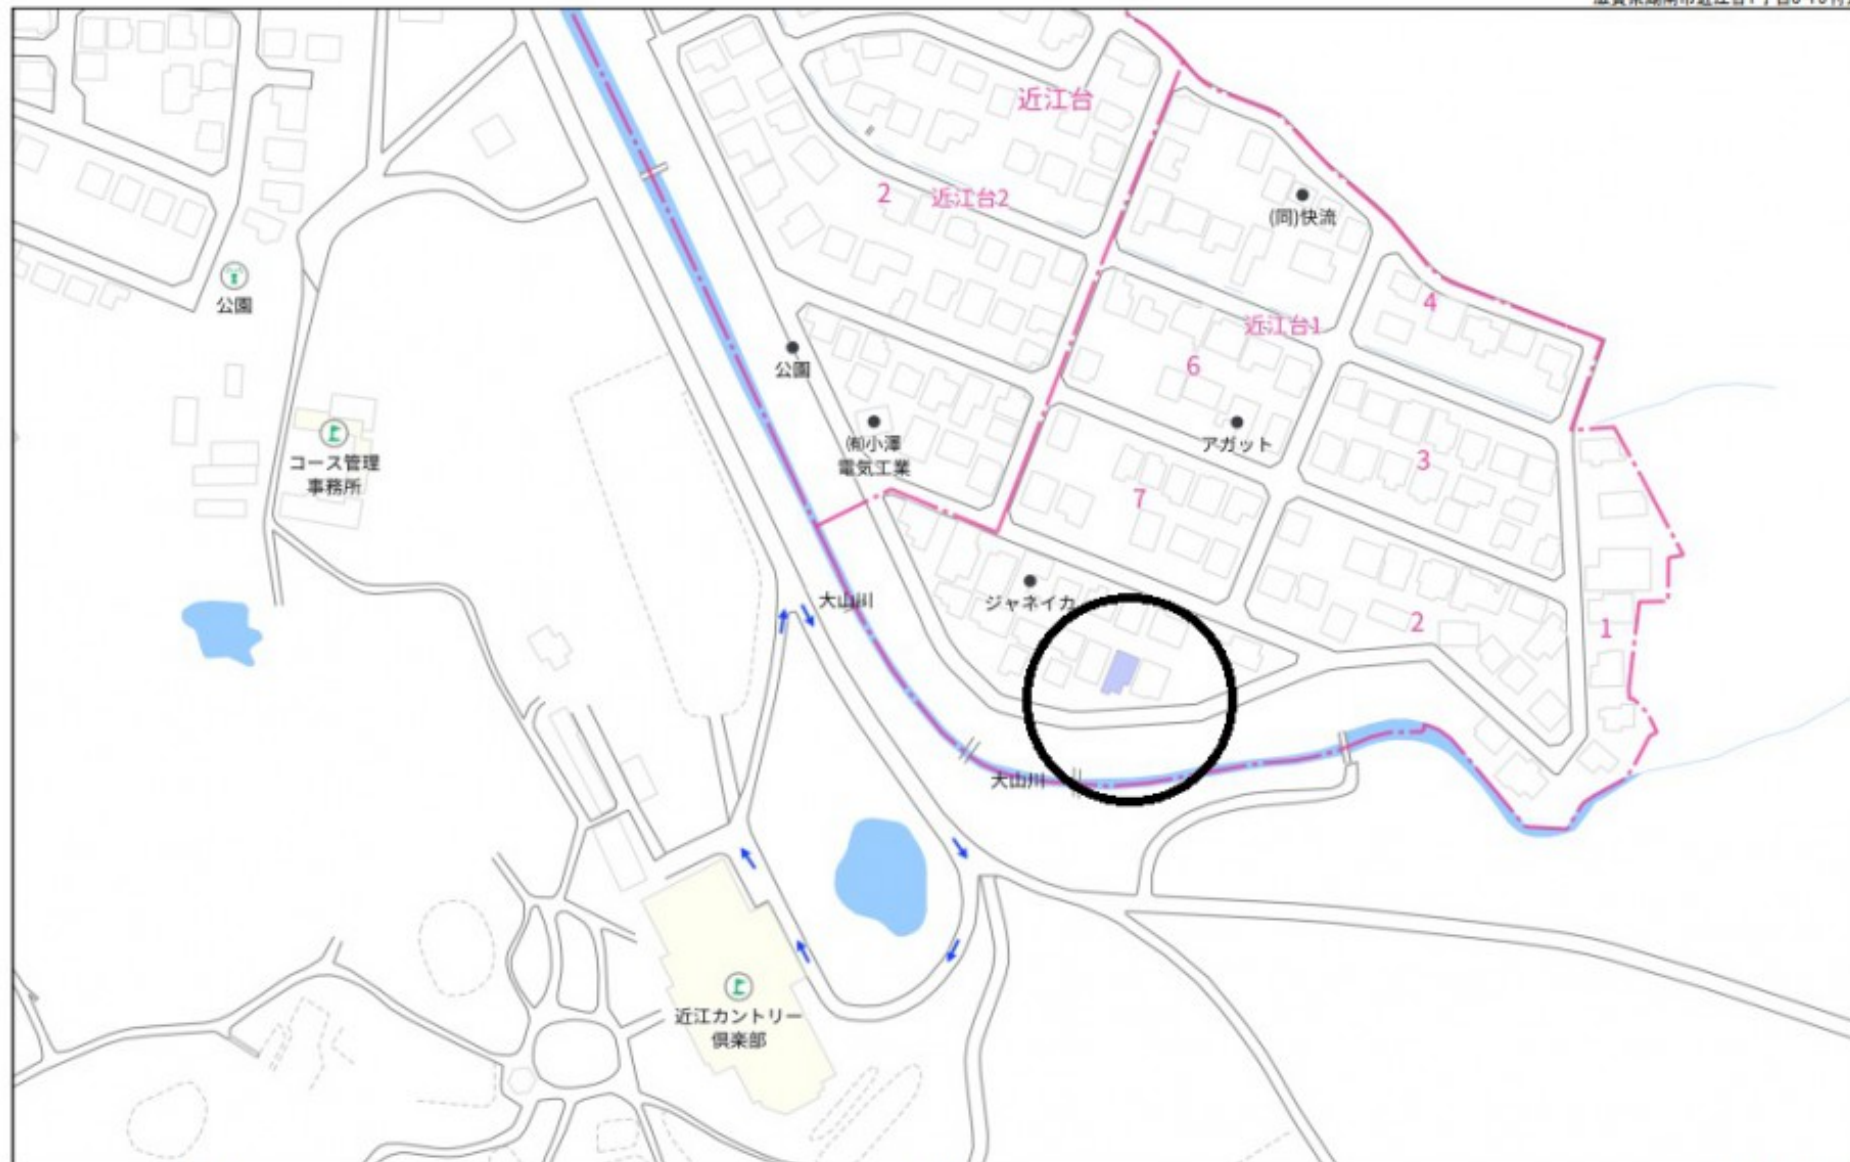 近江台
2
近江台2
(同)快流
公園
4
近江台1
公園
6
㈲小澤
電気工業
アガット
3
コース管理
事務所
7
ジャネイカ
大山川
2
1
大山川
近江カントリー
倶楽部